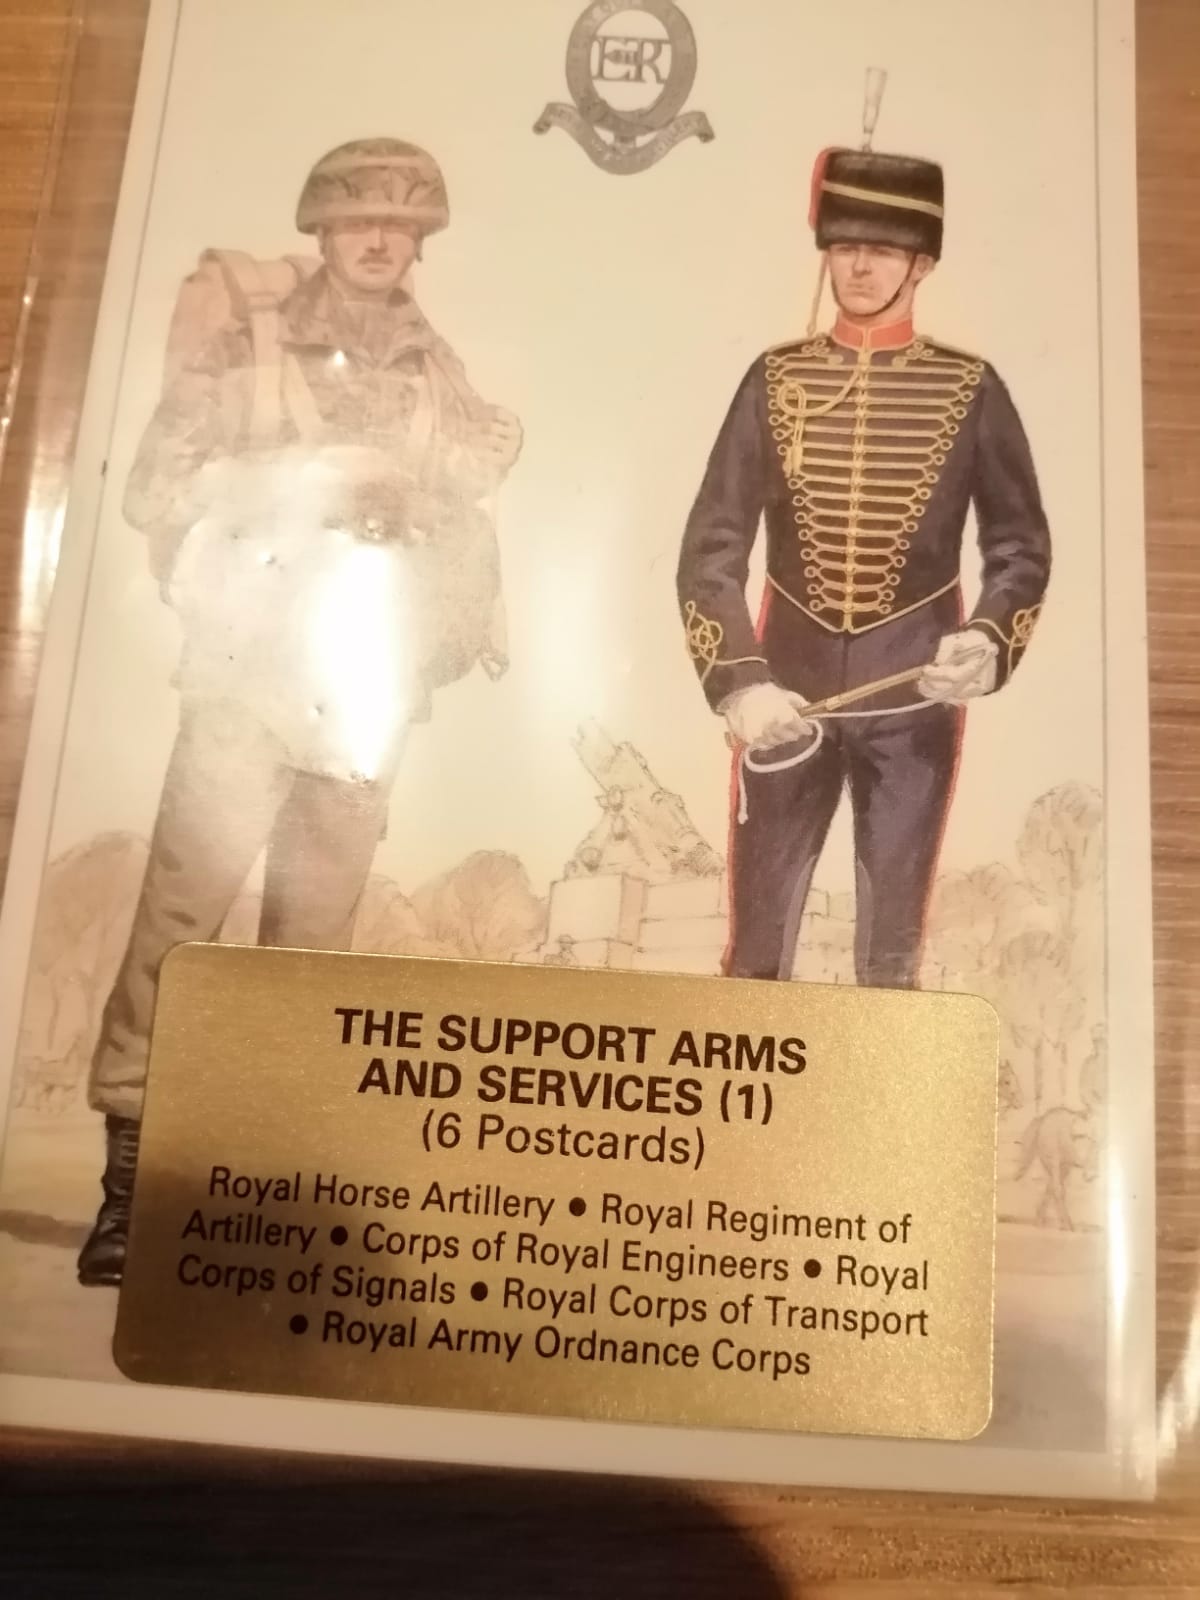 THE SUPPORT ARMS
AND SERVICES (1)
(6 Postcards)
Royal Horse Artillery ● Royal Regiment of
Artillery ● Corps of Royal Engineers ● Royal
Corps of Signals ● Royal Corps of Transport
● Royal Army Ordnance Corps